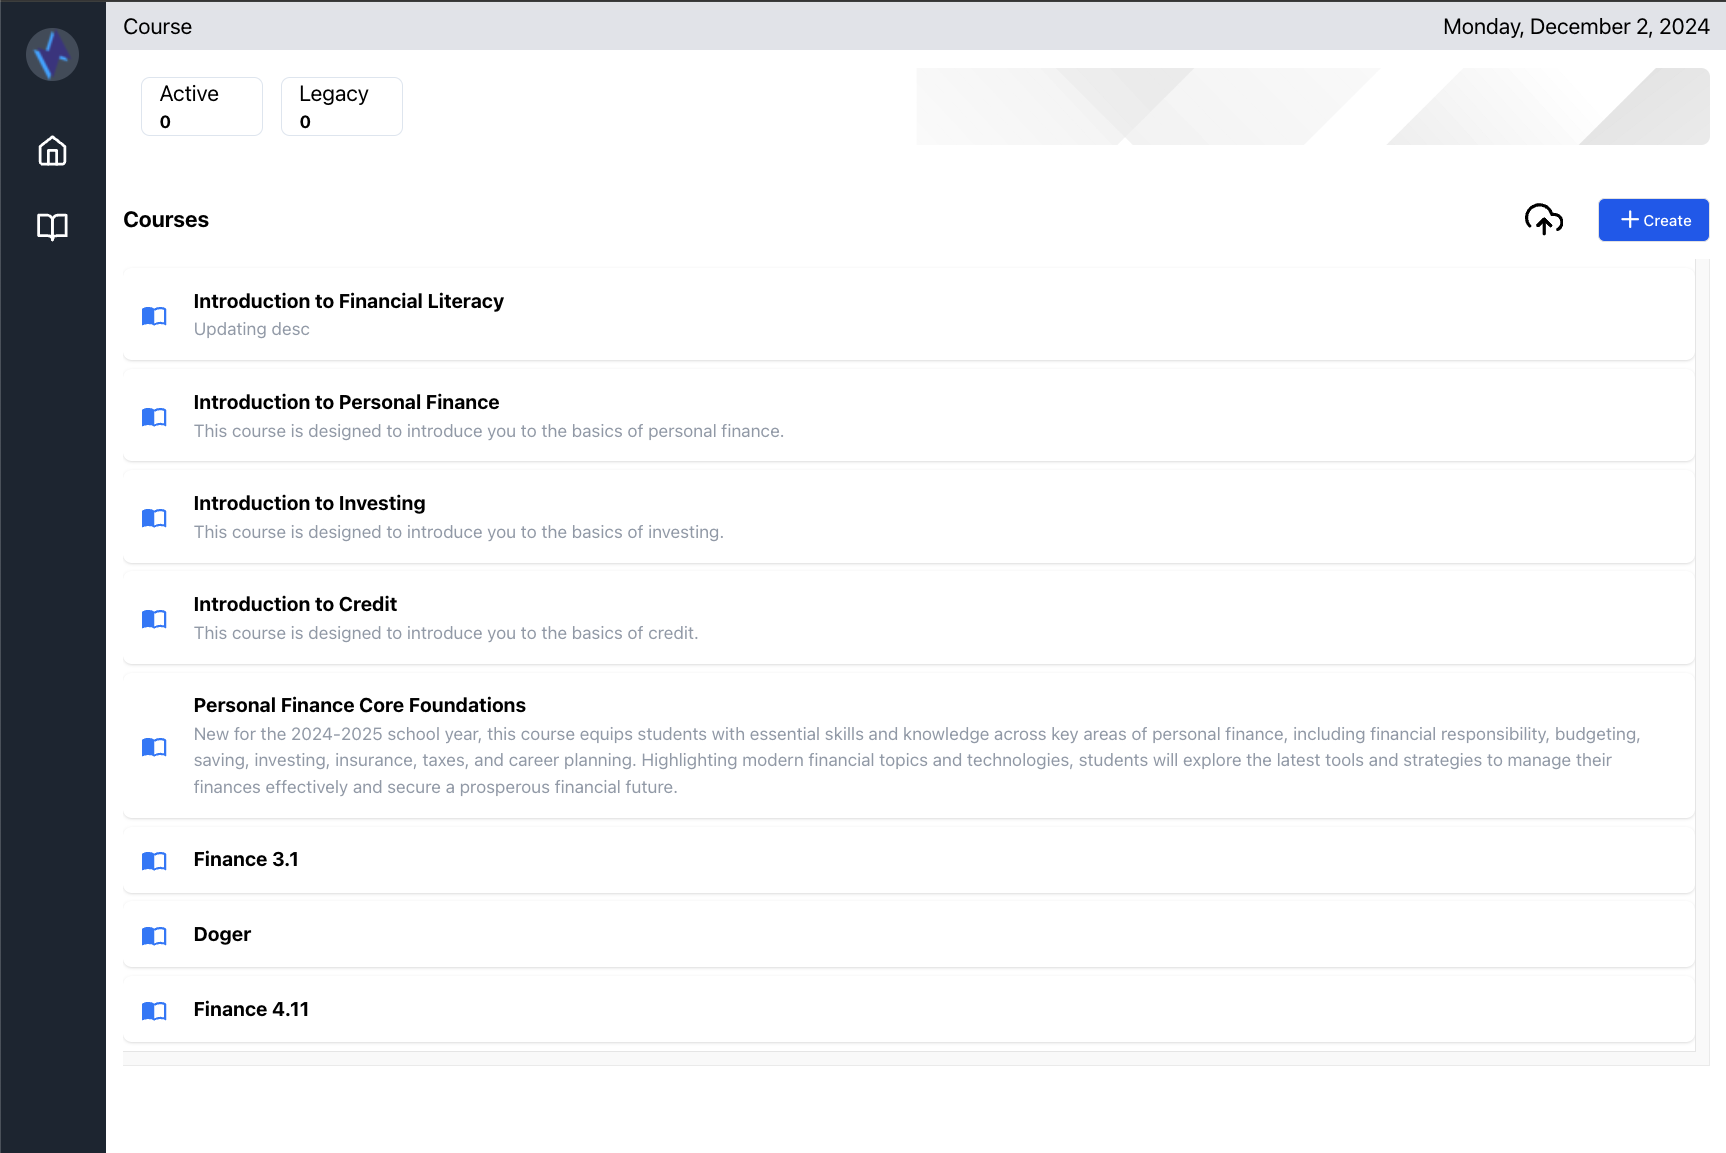 Course
Monday, December 2, 2024
Active
0
Legacy
0
Courses
Create
Introduction to Financial Literacy
Updating desc
Introduction to Personal Finance
This course is designed to introduce you to the basics of personal finance.
Introduction to Investing
This course is designed to introduce you to the basics of investing.
Introduction to Credit
This course is designed to introduce you to the basics of credit.
Personal Finance Core Foundations
New for the 2024-2025 school year, this course equips students with essential skills and knowledge across key areas of personal finance, including financial responsibility, budgeting,
saving, investing, insurance, taxes, and career planning. Highlighting modern financial topics and technologies, students will explore the latest tools and strategies to manage their
finances effectively and secure a prosperous financial future.
Finance 3.1
Doger
Finance 4.11